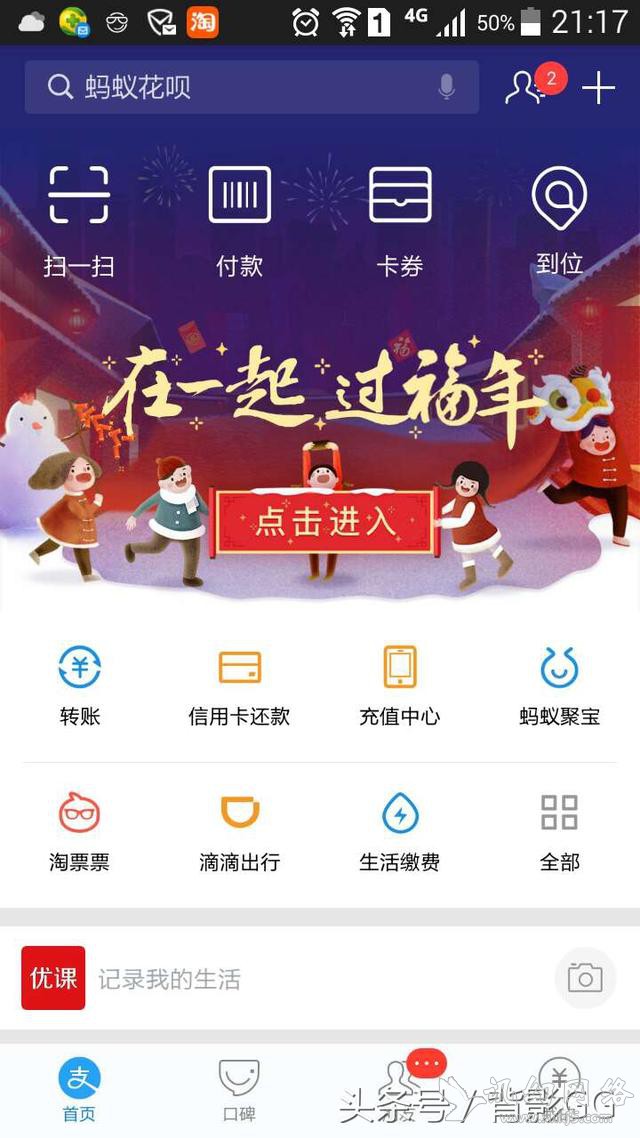 淘
1
4G
50%
21:17
蚂蚁花呗
2
扫一扫
付款
卡券
到位
福
在一起 过福年
点击进入
转账
信用卡还款
充值中心
蚂蚁聚宝
淘票票
滴滴出行
生活缴费
全部
优课
记录我的生活
支
首页
口碑
头条号 /